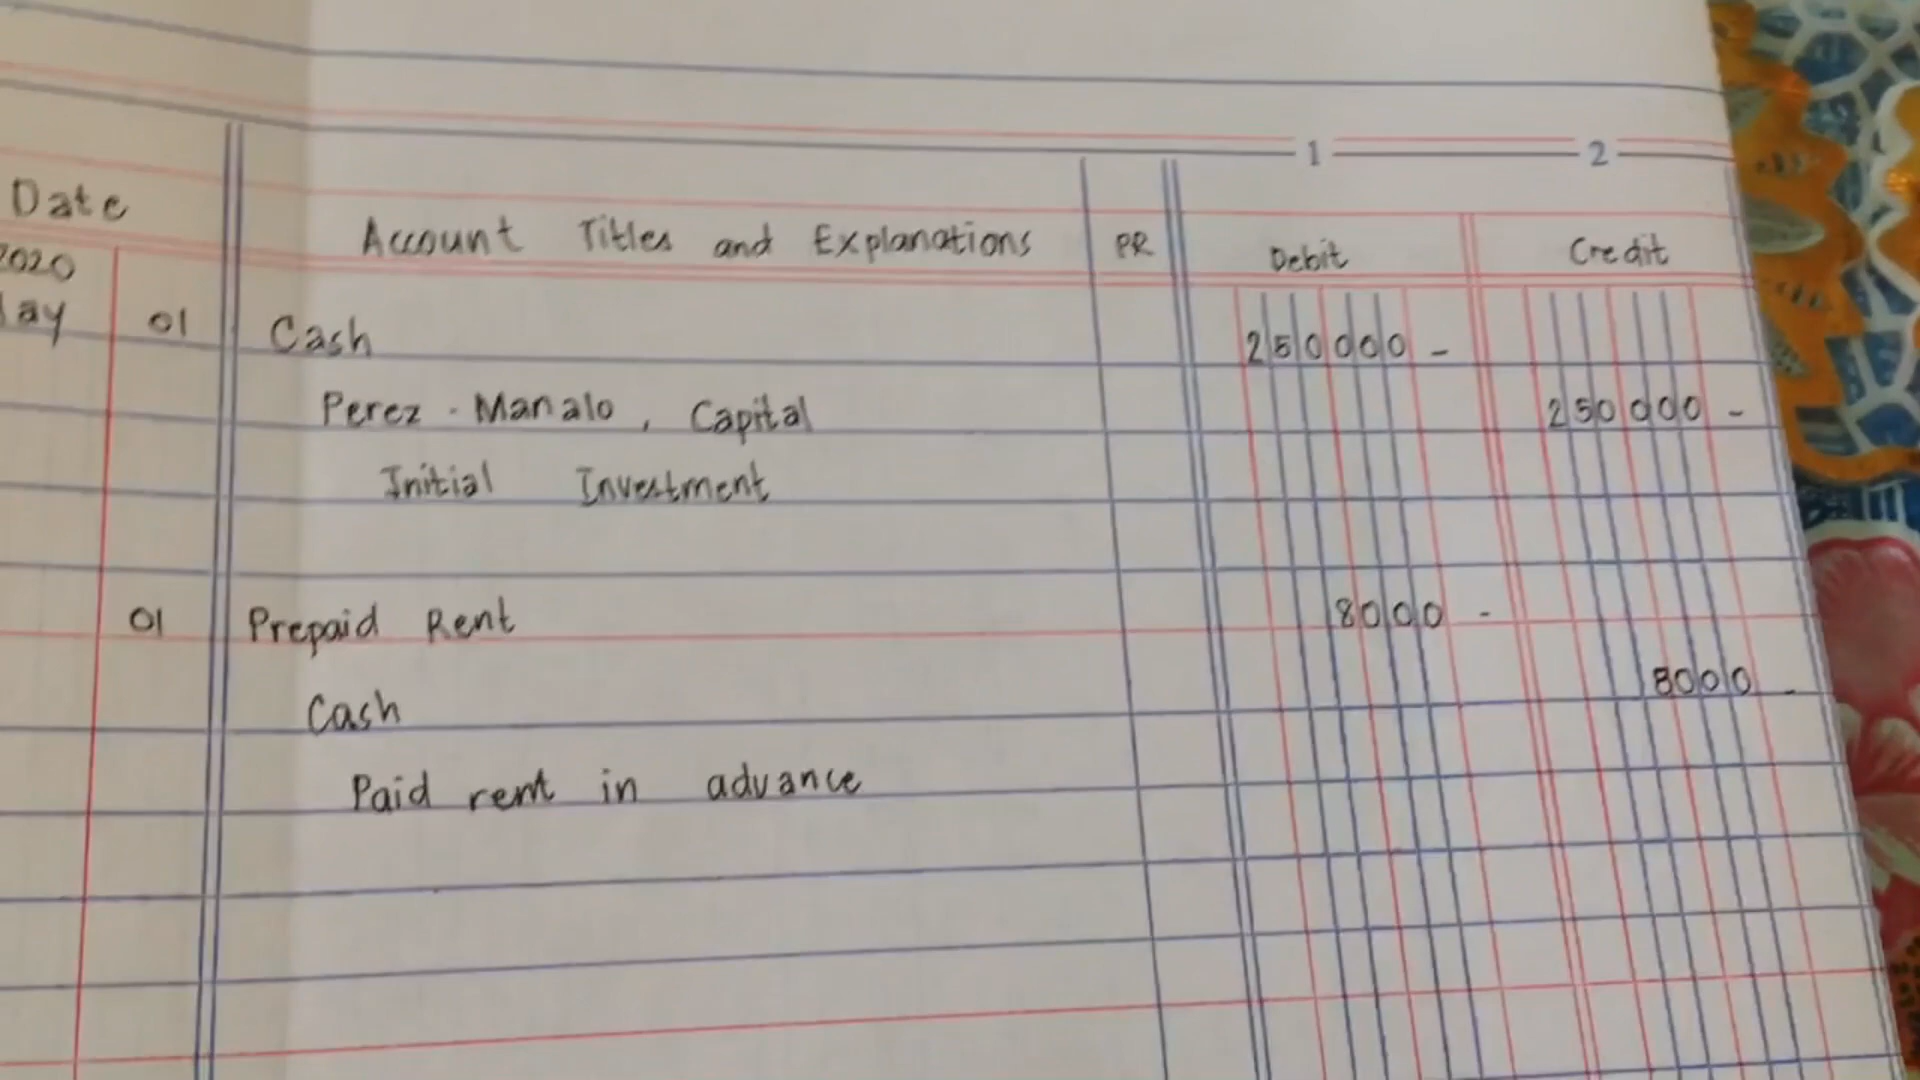 1 2
Date Account Titles and Explanations PR Debit Credit
2020
May 01 Cash 250000 -
Perez - Manalo, Capital 250000 -
Initial Investment
01 Prepaid Rent 8000 -
Cash 8000 -
Paid rent in advance